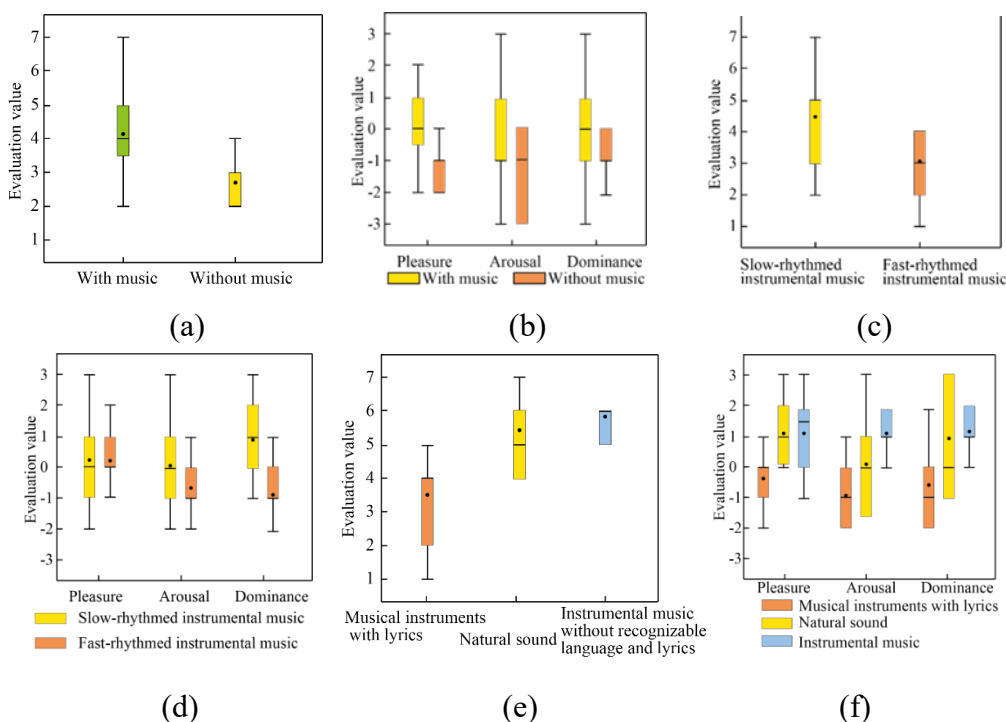 Evaluation value
7
6
5
4
3
2
1
With music
Without music
(a)
Evaluation value
3
2
1
0
-1
-2
-3
Pleasure
Arousal
Dominance
With music
Without music
(b)
Evaluation value
7
6
5
4
3
2
1
Slow-rhythmed
instrumental music
Fast-rhythmed
instrumental music
(c)
Evaluation value
3
2
1
0
-1
-2
-3
Pleasure
Arousal
Dominance
Slow-rhythmed instrumental music
Fast-rhythmed instrumental music
(d)
Evaluation value
7
6
5
4
3
2
1
Musical instruments
with lyrics
Natural sound
Instrumental music
without recognizable
language and lyrics
(e)
Evaluation value
3
2
1
0
-1
-2
-3
Pleasure
Arousal
Dominance
Musical instruments with lyrics
Natural sound
Instrumental music
(f)